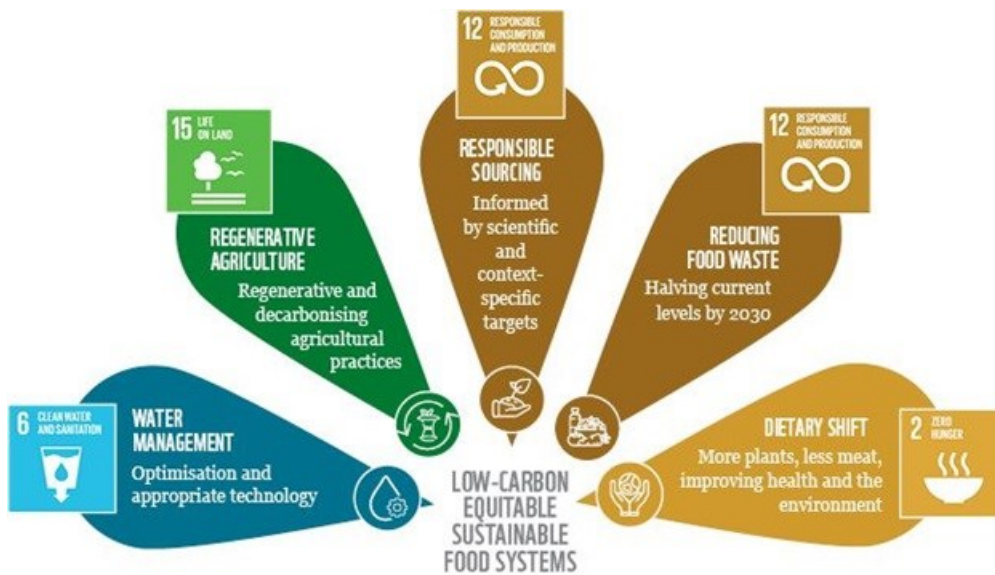 6 CLEAN WATER
AND SANITATION
WATER
MANAGEMENT
Optimisation and
appropriate technology
15 LIFE
ON LAND
REGENERATIVE
AGRICULTURE
Regenerative and
decarbonising
agricultural
practices
12 RESPONSIBLE
CONSUMPTION
AND PRODUCTION
RESPONSIBLE
SOURCING
Informed
by scientific
and
context-
specific
targets
12 RESPONSIBLE
CONSUMPTION
AND PRODUCTION
REDUCING
FOOD WASTE
Halving current
levels by 2030
2 ZERO
HUNGER
DIETARY SHIFT
More plants, less meat,
improving health and the
environment
LOW-CARBON
EQUITABLE
SUSTAINABLE
FOOD SYSTEMS